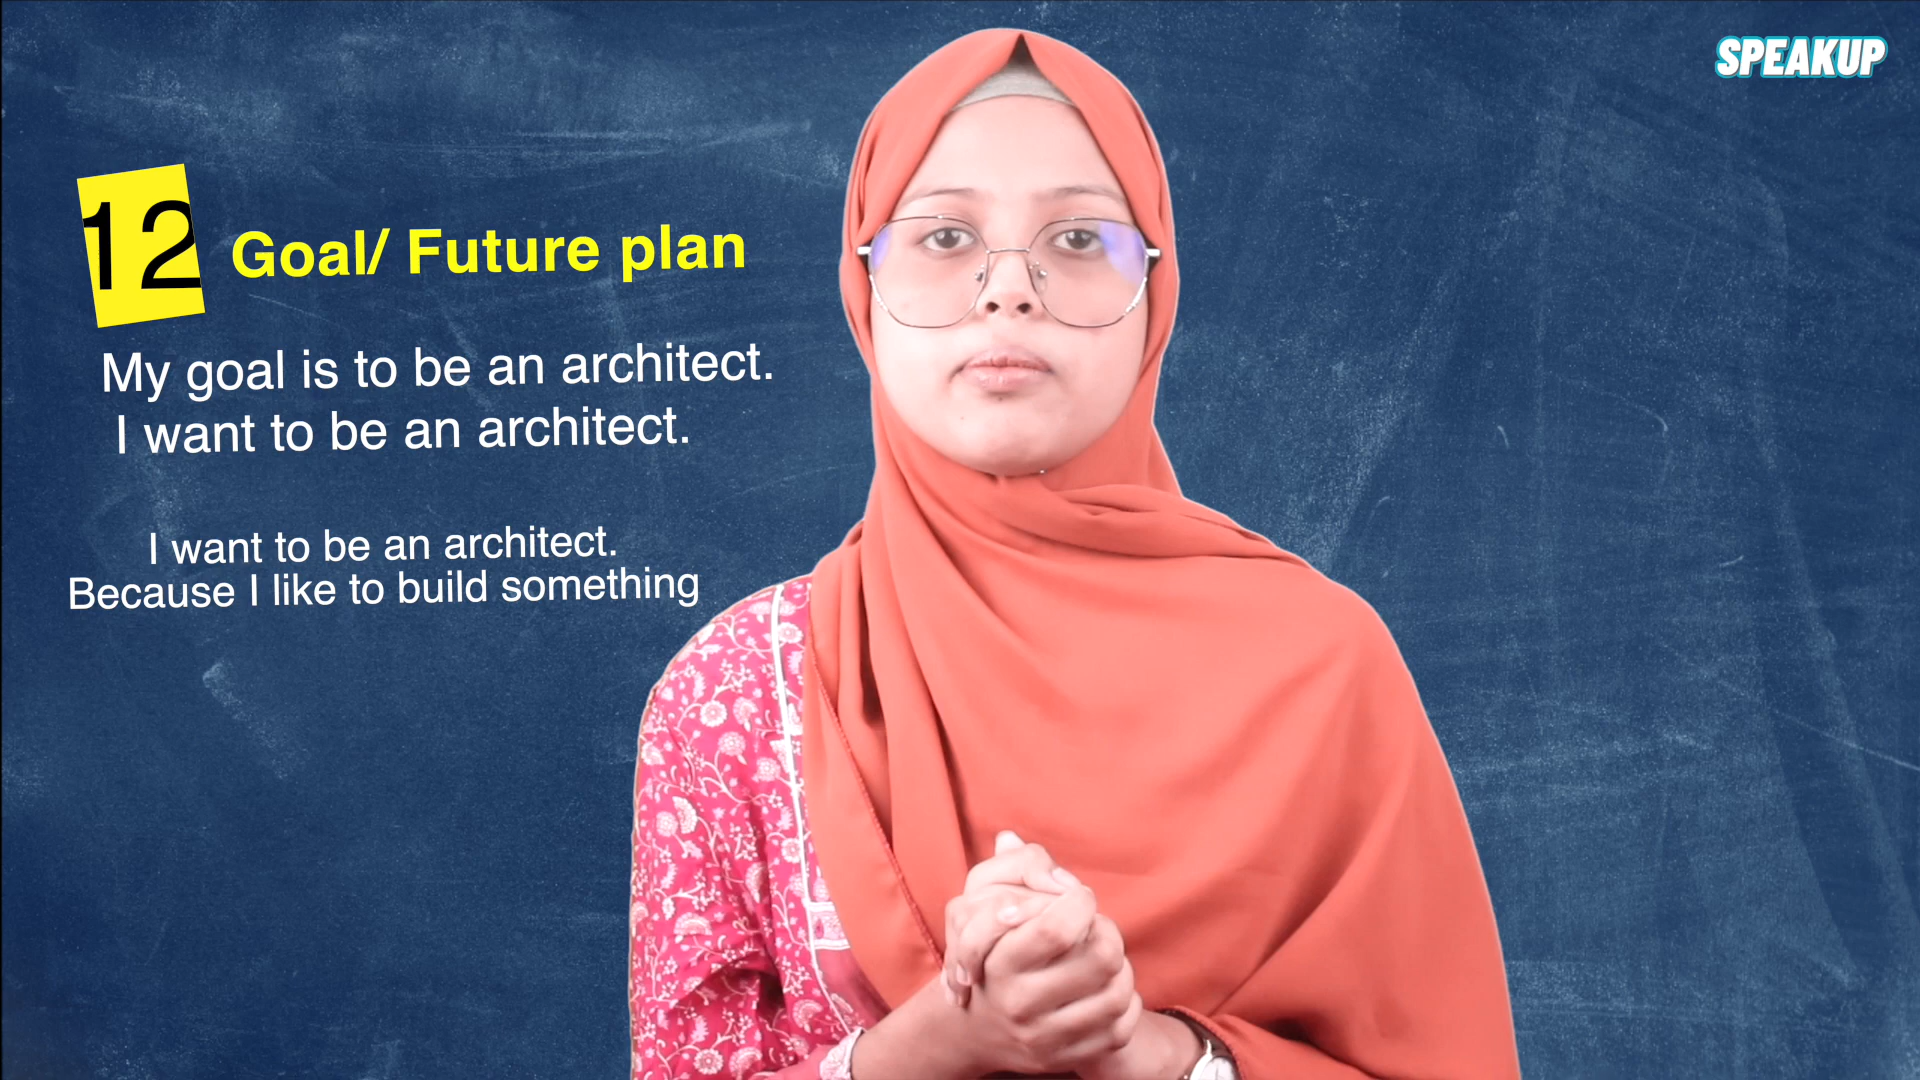 SPEAKUP
12 Goal/ Future plan
My goal is to be an architect.
I want to be an architect.
I want to be an architect.
Because I like to build something